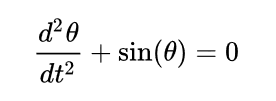 d²θ/dt² + sin(θ) = 0